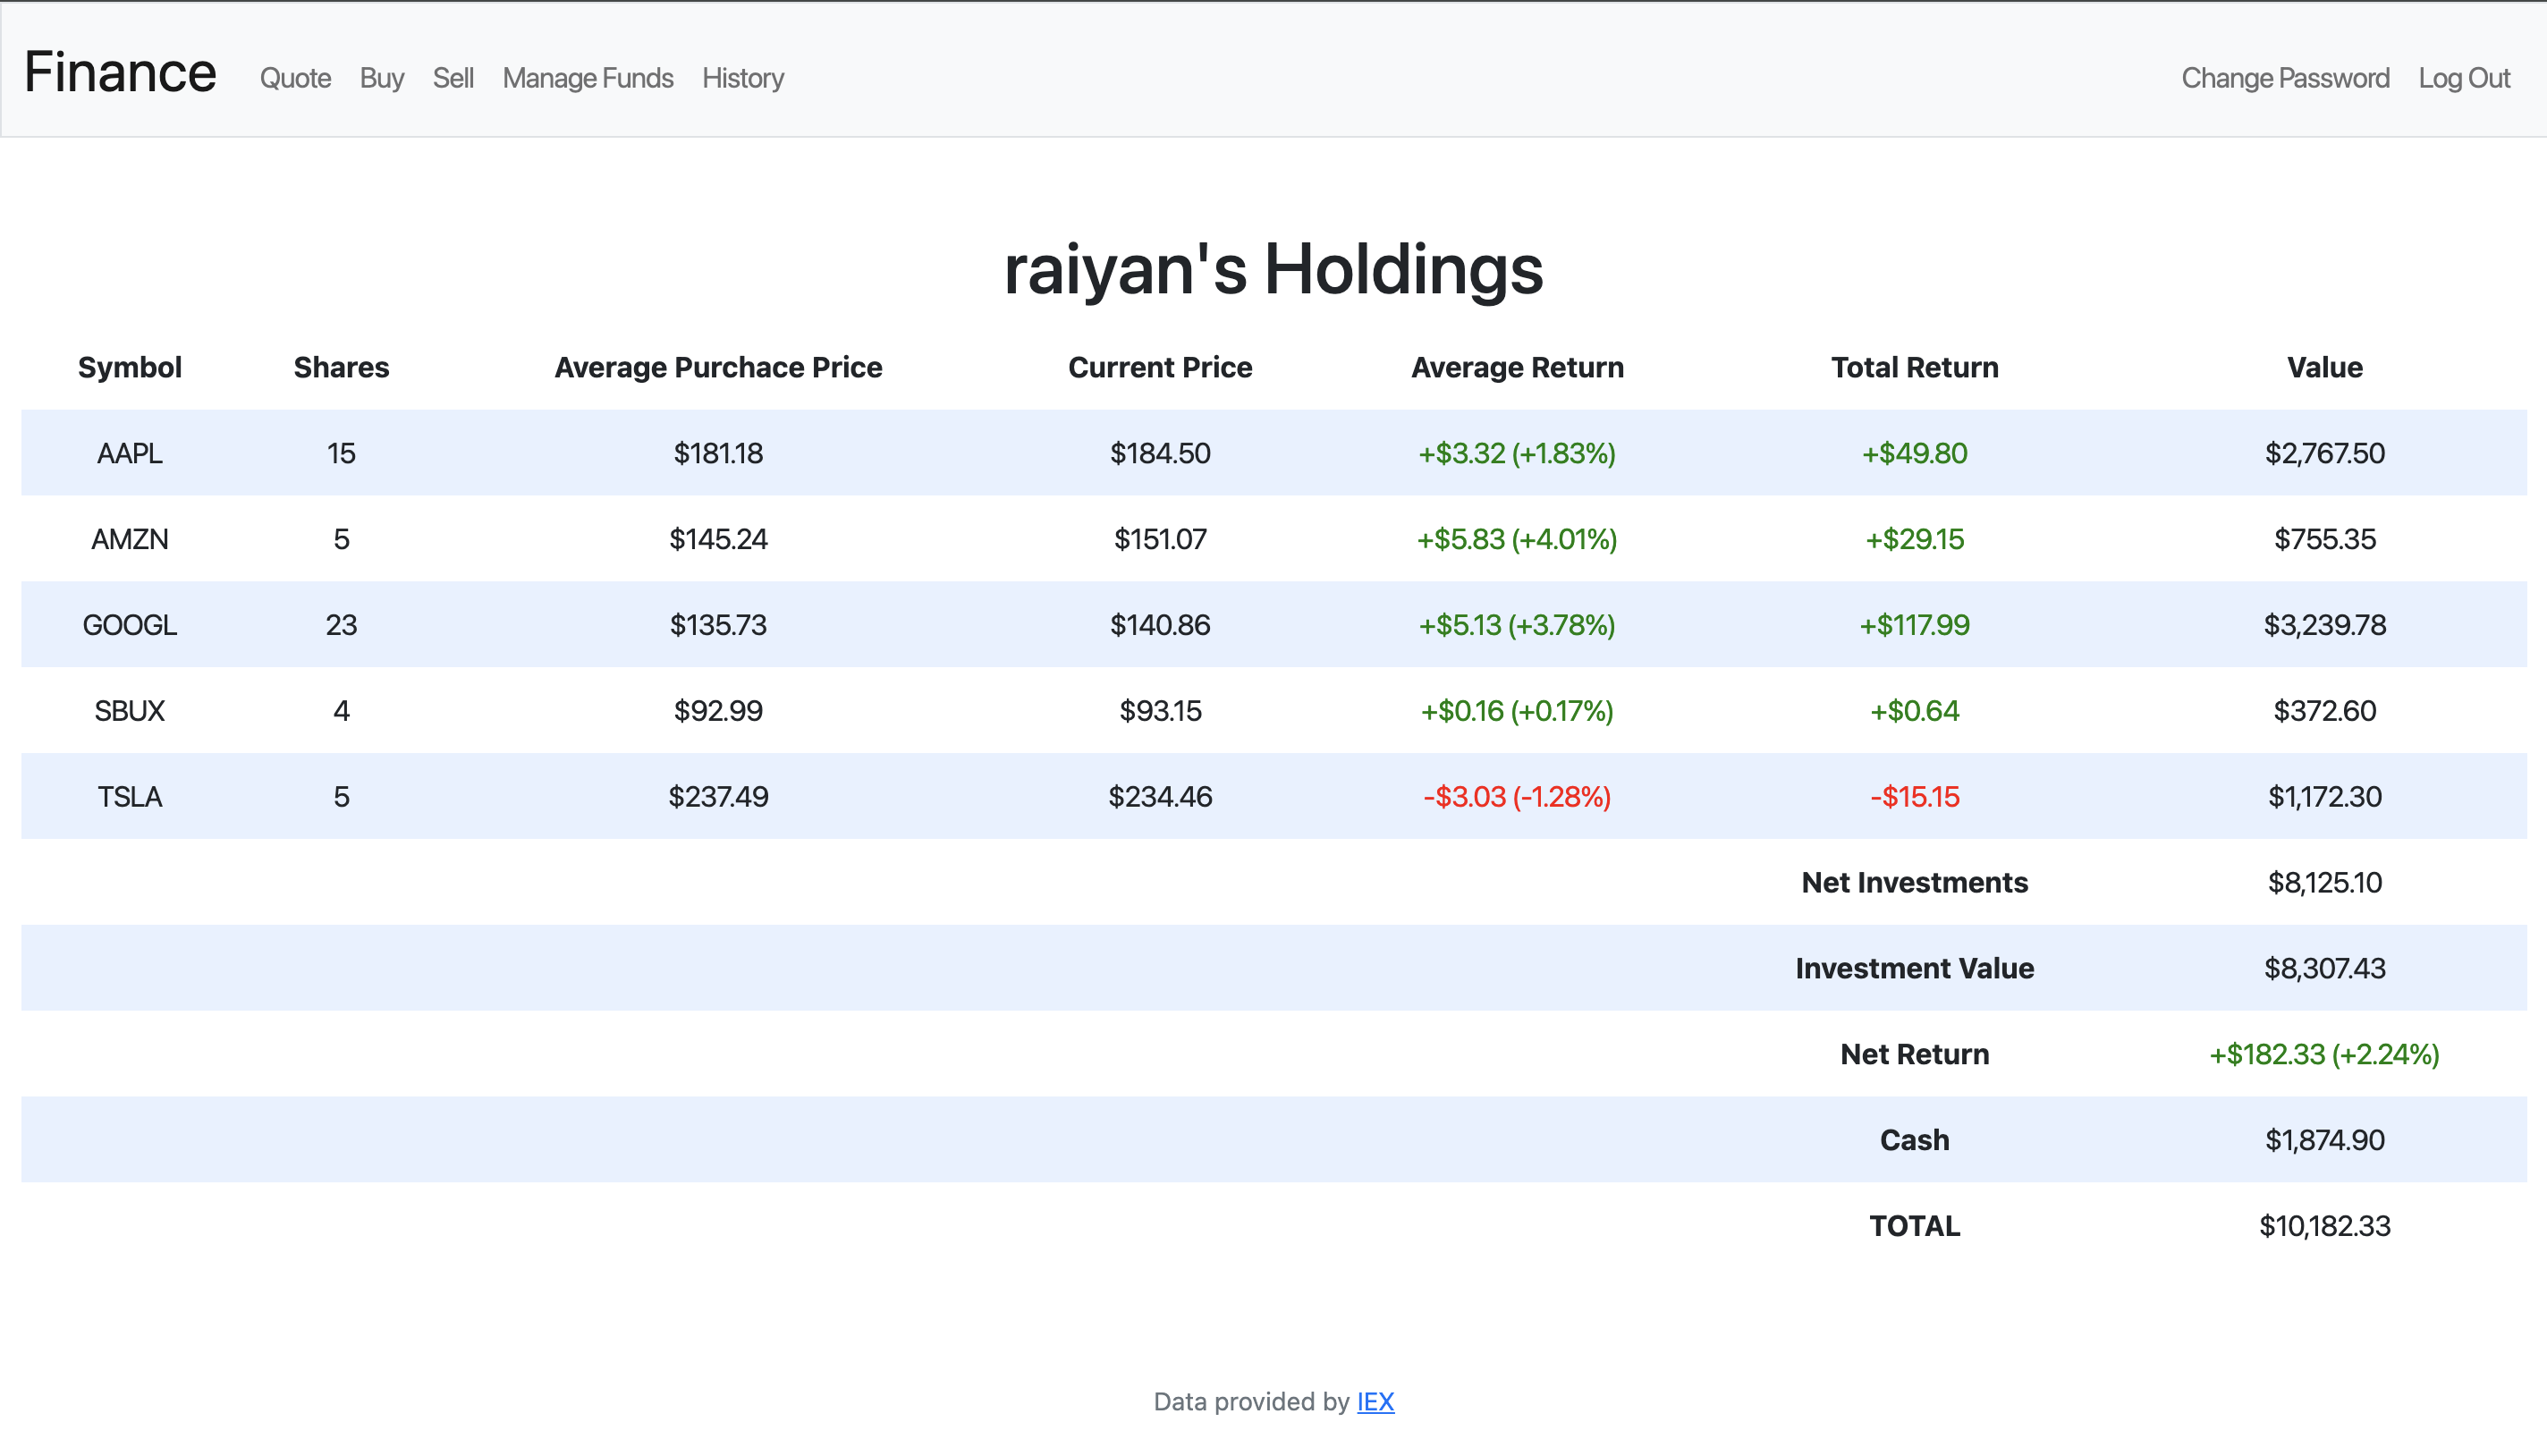 Finance Quote Buy Sell Manage Funds History Change Password Log Out
raiyan's Holdings
Symbol Shares Average Purchace Price Current Price Average Return Total Return Value
AAPL 15 $181.18 $184.50 +$3.32 (+1.83%) +$49.80 $2,767.50
AMZN 5 $145.24 $151.07 +$5.83 (+4.01%) +$29.15 $755.35
GOOGL 23 $135.73 $140.86 +$5.13 (+3.78%) +$117.99 $3,239.78
SBUX 4 $92.99 $93.15 +$0.16 (+0.17%) +$0.64 $372.60
TSLA 5 $237.49 $234.46 -$3.03 (-1.28%) -$15.15 $1,172.30
Net Investments $8,125.10
Investment Value $8,307.43
Net Return +$182.33 (+2.24%)
Cash $1,874.90
TOTAL $10,182.33
Data provided by IEX